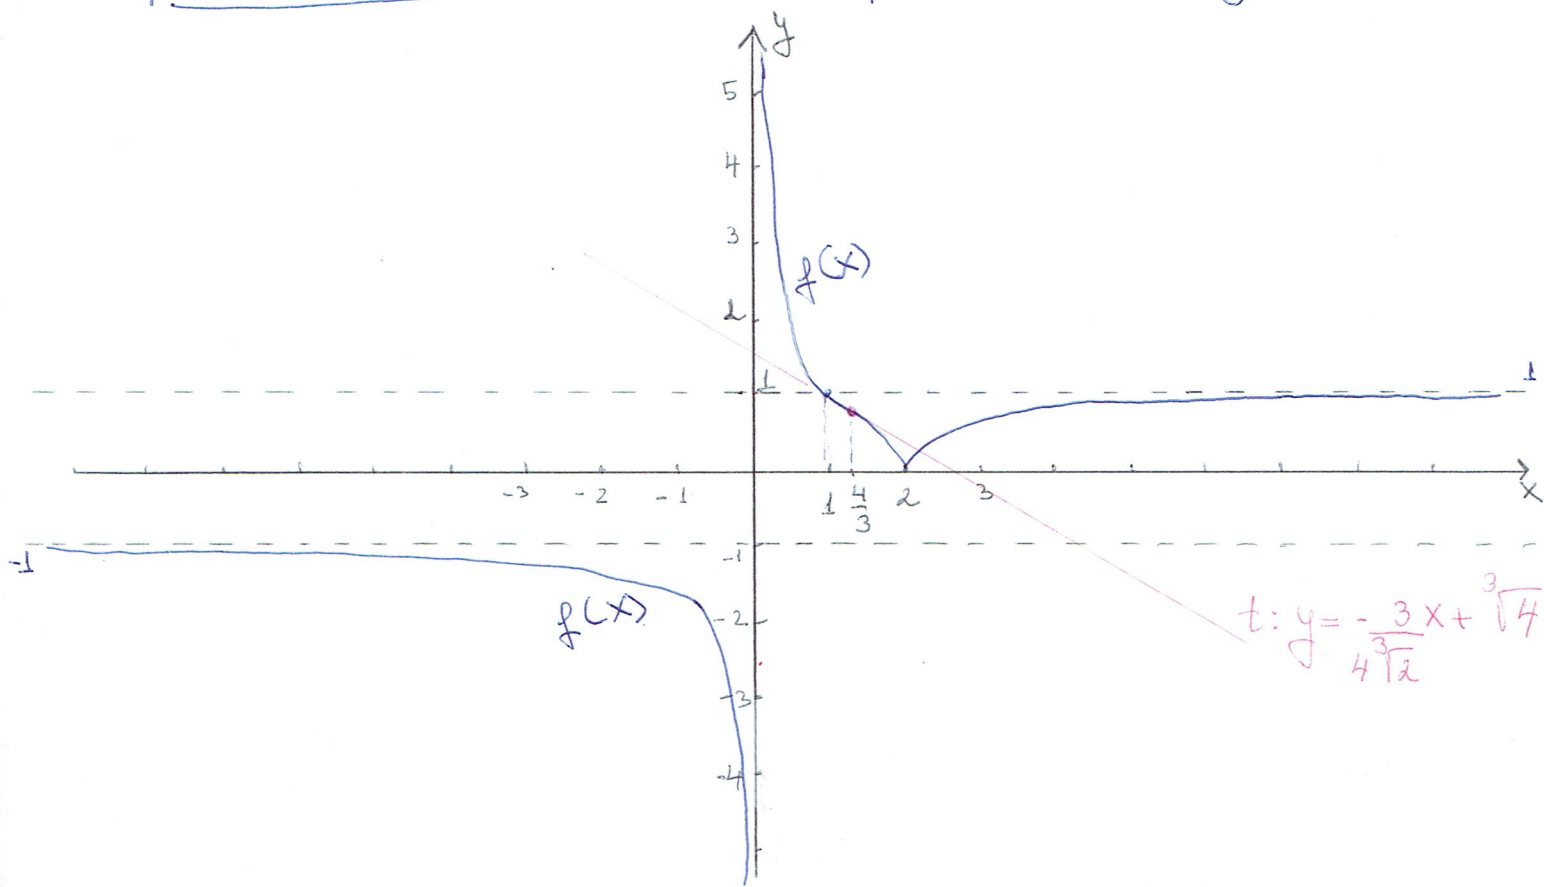 y
5
4
3
f(x)
2
1 1
-3 -2 -1 1 4/3 2 3 x
-1 -1
f(x)
-2
t: y = - 3/(4∛2) x + ∛4
-3
-4